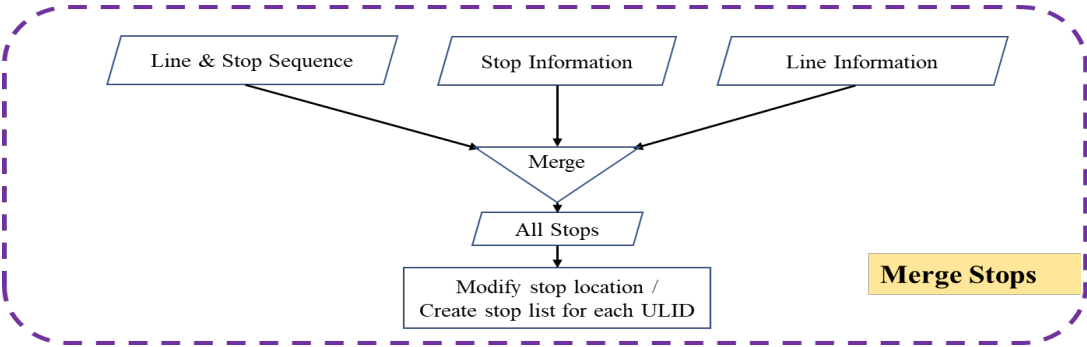 Line & Stop Sequence
Stop Information
Line Information
Merge
All Stops
Modify stop location /
Create stop list for each ULID
Merge Stops